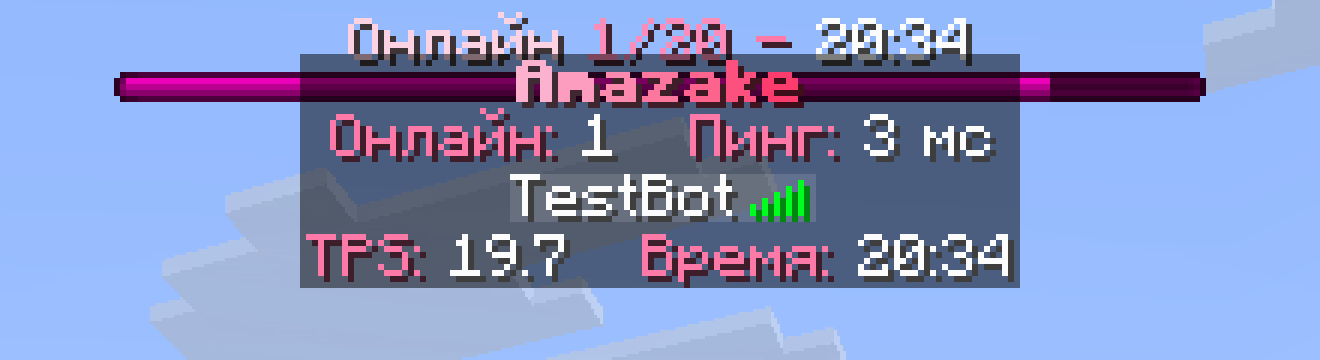 Онлайн 1/20 - 20:34
Amazake
Онлайн: 1 Пинг: 3 мс
TestBot
TPS: 19.7 Время: 20:34